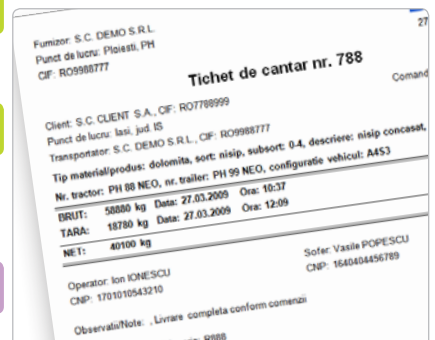 Furnizor: S.C. DEMO S.R.L.
27
Punct de lucru: Ploiesti, PH
CIF: RO9988777
Tichet de cantar nr. 788
Comand
Client: S.C. CLIENT S.A., CIF: RO7788999
Punct de lucru: Iasi, jud. IS
Transportator: S.C. DEMO S.R.L., CIF: RO9988777
Tip material/produs: dolomita, sort: nisip, subsort: 0-4, descriere: nisip concasat,
Nr. tractor: PH 88 NEO, nr. trailer: PH 99 NEO, configuratie vehicul: A4S3
BRUT: 58880 kg Data: 27.03.2009 Ora: 10:37
TARA: 18780 kg Data: 27.03.2009 Ora: 12:09
NET: 40100 kg
Operator: Ion IONESCU
Sofer: Vasile POPESCU
CNP: 1701010543210
CNP: 1640404456789
Observatii/Note: , Livrare completa conform comenzii
R888